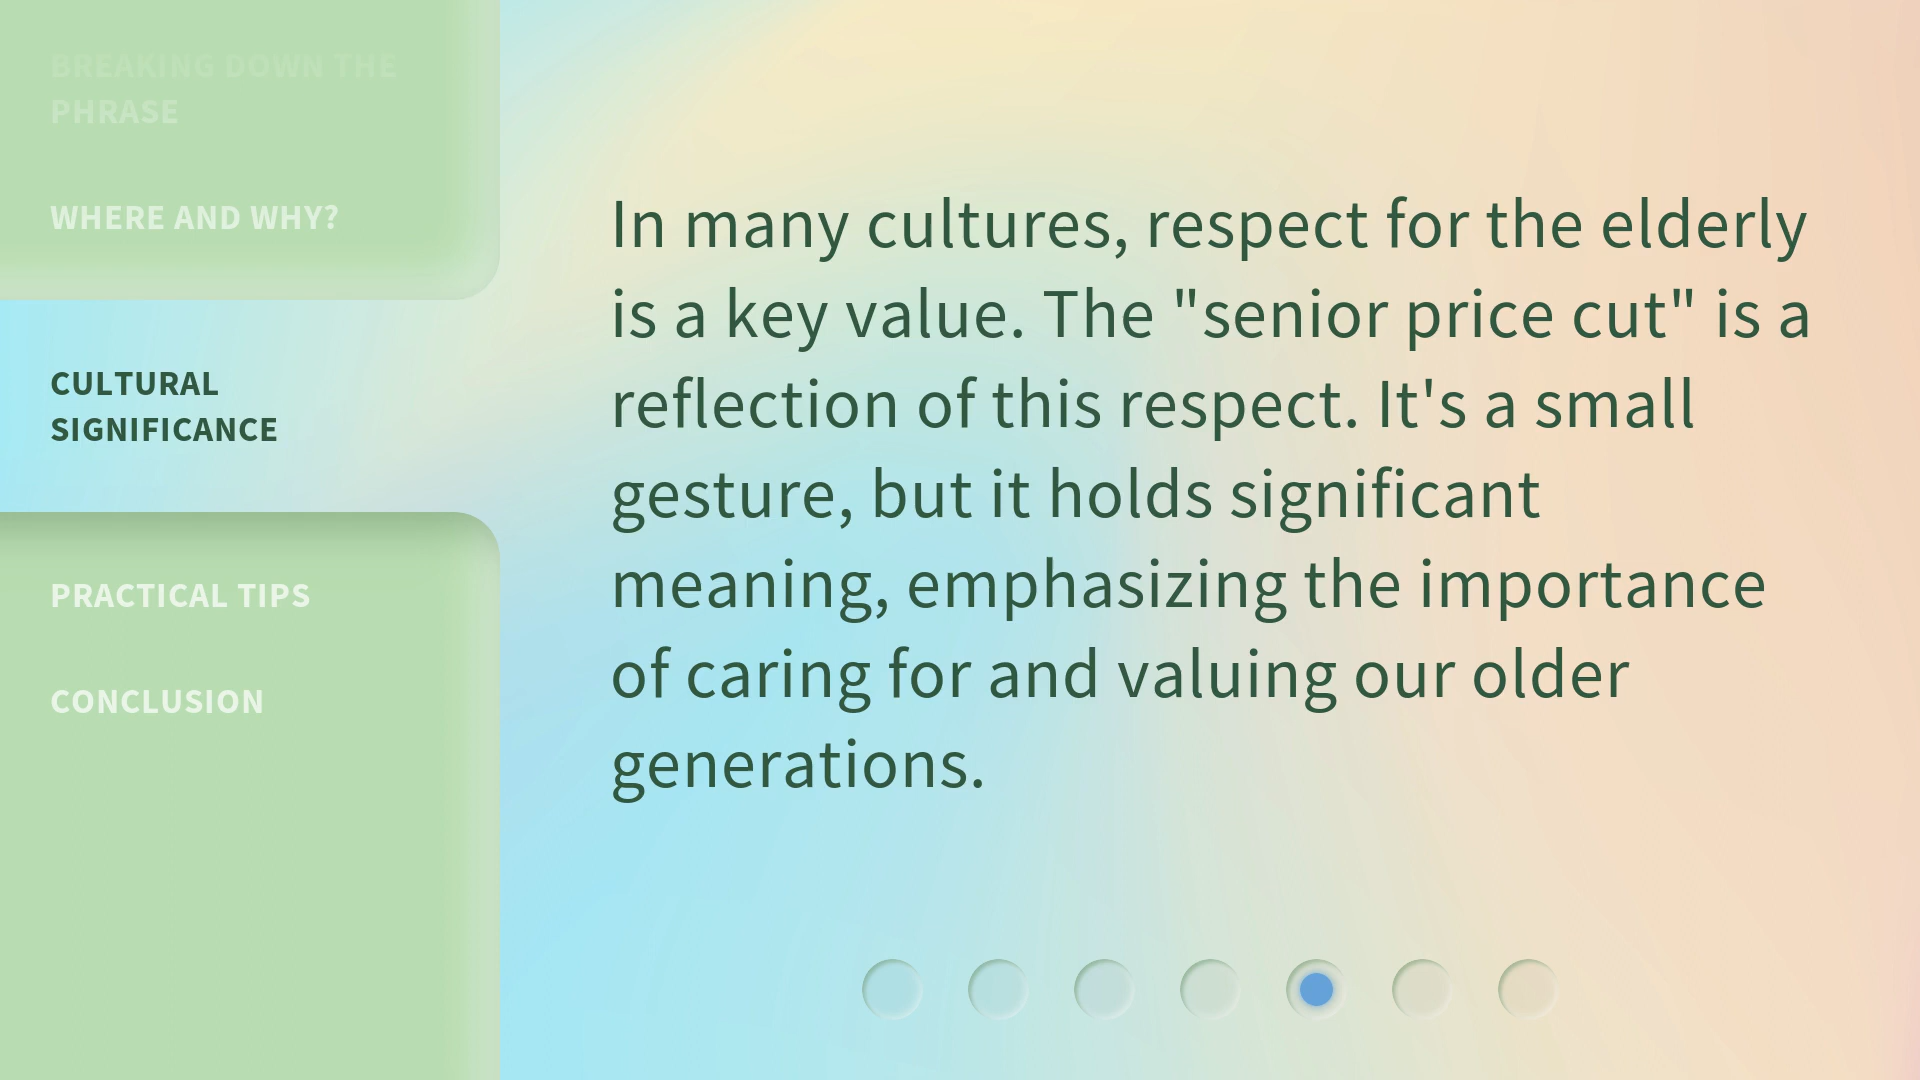 BREAKING DOWN THE
PHRASE
WHERE AND WHY?
CULTURAL
SIGNIFICANCE
PRACTICAL TIPS
CONCLUSION
In many cultures, respect for the elderly
is a key value. The "senior price cut" is a
reflection of this respect. It's a small
gesture, but it holds significant
meaning, emphasizing the importance
of caring for and valuing our older
generations.